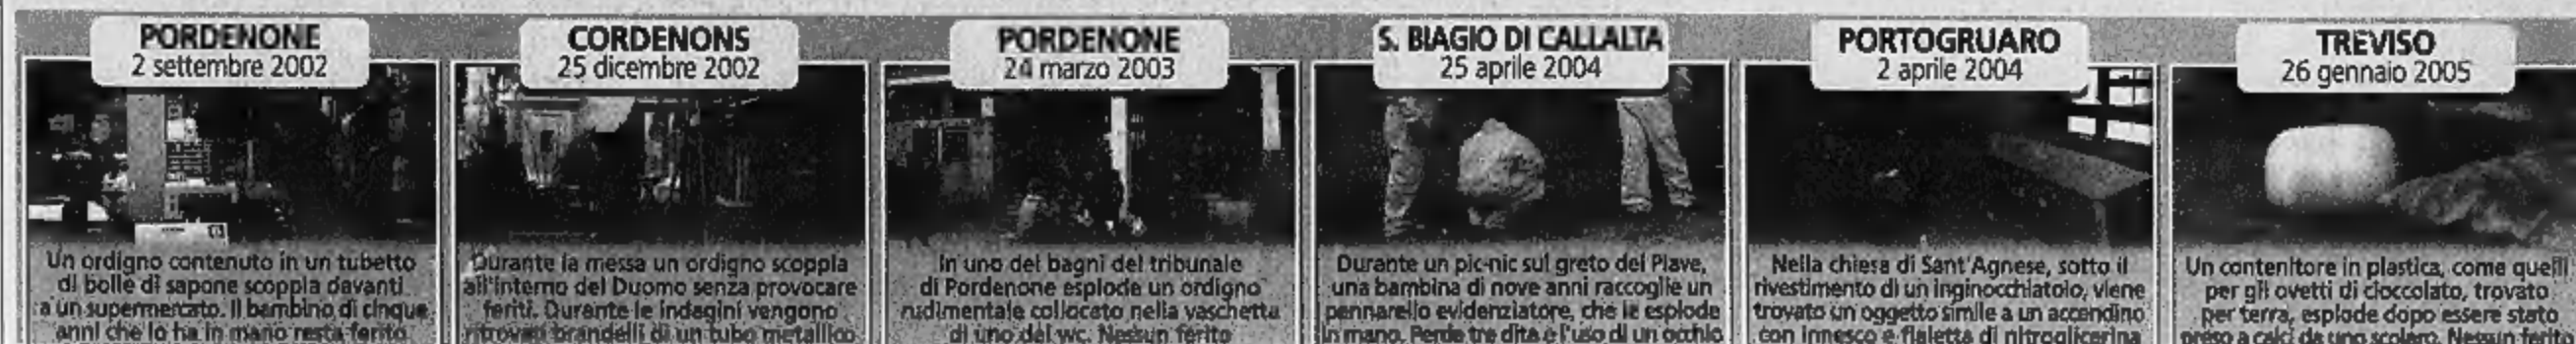 PORDENONE
2 settembre 2002
Un ordigno contenuto in un tubetto
di bolle di sapone scoppia davanti
a un supermercato. Il bambino di cinque
anni che lo ha in mano resta ferito
CORDENONS
25 dicembre 2002
Durante la messa un ordigno scoppia
all'interno del Duomo senza provocare
feriti. Durante le indagini vengono
ritrovati brandelli di un tubo metallico
PORDENONE
24 marzo 2003
In uno dei bagni del tribunale
di Pordenone esplode un ordigno
rudimentale collocato nella vaschetta
di uno dei wc. Nessun ferito
S. BIAGIO DI CALLALTA
25 aprile 2004
Durante un pic-nic sul greto del Piave,
una bambina di nove anni raccoglie un
pennarello evidenziatore, che le esplode
in mano. Perde tre dita e l'uso di un occhio
PORTOGRUARO
2 aprile 2004
Nella chiesa di Sant'Agnese, sotto il
rivestimento di un inginocchiatoio, viene
trovato un oggetto simile a un accendino
con innesco e fialetta di nitroglicerina
TREVISO
26 gennaio 2005
Un contenitore in plastica, come quelli
per gli ovetti di cioccolato, trovato
per terra, esplode dopo essere stato
preso a calci da uno scolaro. Nessun ferito